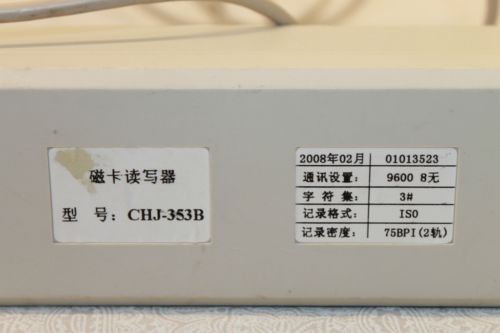 磁卡读写器
型 号: CHJ-353B
2008年02月 01013523
通讯设置: 9600 8无
字 符 集: 3#
记录格式: ISO
记录密度: 75BPI(2轨)